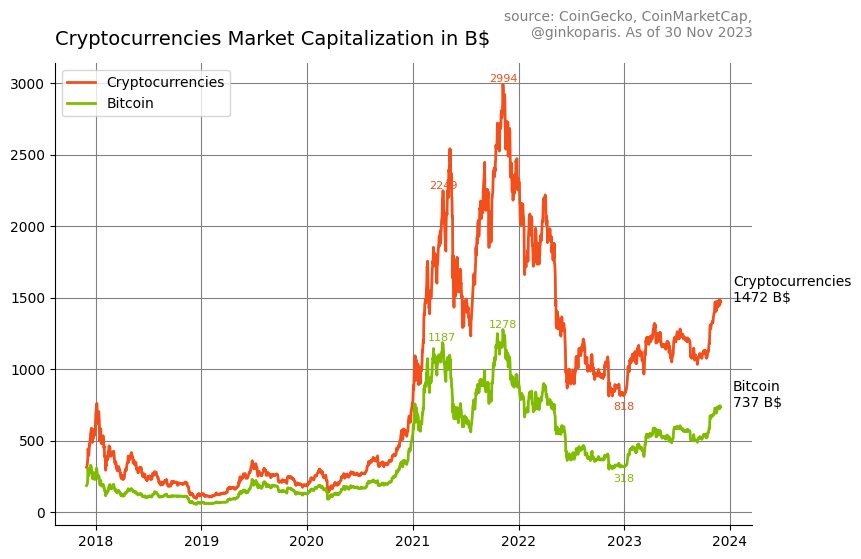 source: CoinGecko, CoinMarketCap,
@ginkoparis. As of 30 Nov 2023
Cryptocurrencies Market Capitalization in B$
Cryptocurrencies
Bitcoin
3000
2500
2000
1500
1000
500
0
2994
2249
1187
1278
818
318
Cryptocurrencies
1472 B$
Bitcoin
737 B$
2018
2019
2020
2021
2022
2023
2024